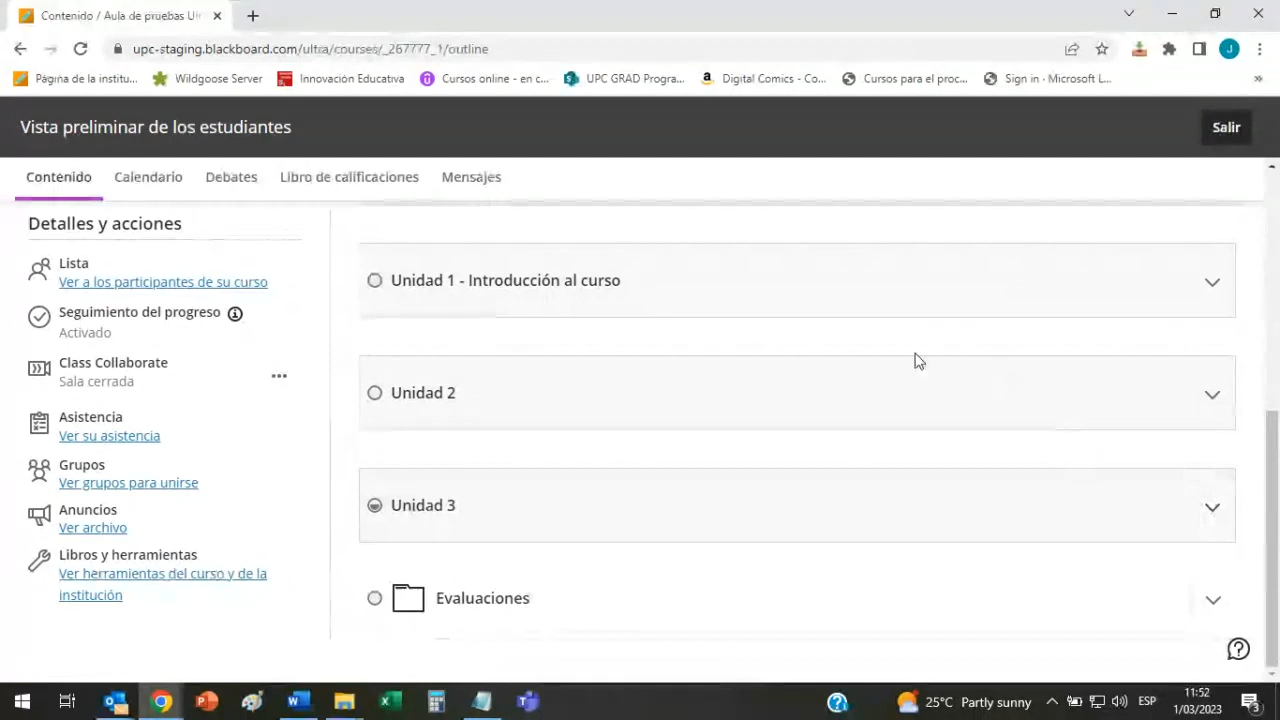 Contenido / Aula de pruebas Ul
upc-staging.blackboard.com/ultra/courses/_267777_1/outline
Página de la institu...
Wildgoose Server
Innovación Educativa
Cursos online - en c...
UPC GRAD Progra...
Digital Comics - Co...
Cursos para el proc...
Sign in · Microsoft L...
»
J
Vista preliminar de los estudiantes
Salir
Contenido
Calendario
Debates
Libro de calificaciones
Mensajes
Detalles y acciones
Lista
Ver a los participantes de su curso
Seguimiento del progreso
Activado
Class Collaborate
Sala cerrada
Asistencia
Ver su asistencia
Grupos
Ver grupos para unirse
Anuncios
Ver archivo
Libros y herramientas
Ver herramientas del curso y de la
institución
Unidad 1 - Introducción al curso
Unidad 2
Unidad 3
Evaluaciones
25°C Partly sunny
ESP
11:52
1/03/2023
3